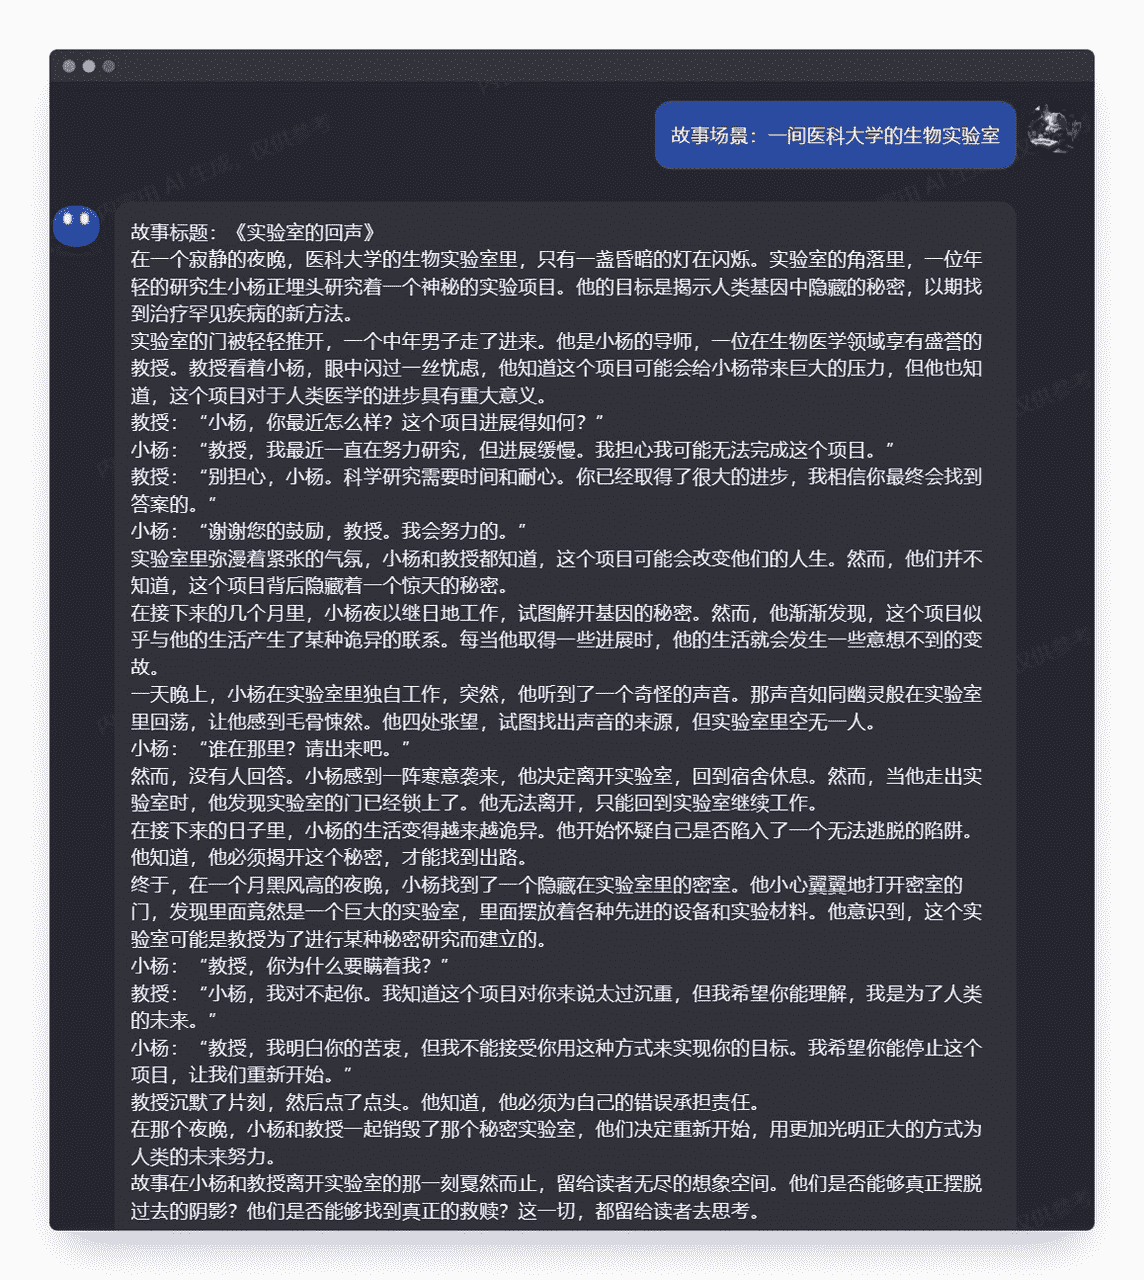 故事场景：一间医科大学的生物实验室
故事标题：《实验室的回声》
在一个寂静的夜晚，医科大学的生物实验室里，只有一盏昏暗的灯在闪烁。实验室的角落里，一位年
轻的研究生小杨正埋头研究着一个神秘的实验项目。他的目标是揭示人类基因中隐藏的秘密，以期找
到治疗罕见疾病的新方法。
实验室的门被轻轻推开，一个中年男子走了进来。他是小杨的导师，一位在生物医学领域享有盛誉的
教授。教授看着小杨，眼中闪过一丝忧虑，他知道这个项目可能会给小杨带来巨大的压力，但他也知
道，这个项目对于人类医学的进步具有重大意义。
教授：“小杨，你最近怎么样？这个项目进展得如何？”
小杨：“教授，我最近一直在努力研究，但进展缓慢。我担心我可能无法完成这个项目。”
教授：“别担心，小杨。科学研究需要时间和耐心。你已经取得了很大的进步，我相信你最终会找到
答案的。”
小杨：“谢谢您的鼓励，教授。我会努力的。”
实验室里弥漫着紧张的气氛，小杨和教授都知道，这个项目可能会改变他们的人生。然而，他们并不
知道，这个项目背后隐藏着一个惊天的秘密。
在接下来的几个月里，小杨夜以继日地工作，试图解开基因的秘密。然而，他渐渐发现，这个项目似
乎与他的生活产生了某种诡异的联系。每当他取得一些进展时，他的生活就会发生一些意想不到的变
故。
一天晚上，小杨在实验室里独自工作，突然，他听到了一个奇怪的声音。那声音如同幽灵般在实验室
里回荡，让他感到毛骨悚然。他四处张望，试图找出声音的来源，但实验室里空无一人。
小杨：“谁在那里？请出来吧。”
然而，没有人回答。小杨感到一阵寒意袭来，他决定离开实验室，回到宿舍休息。然而，当他走出实
验室时，他发现实验室的门已经锁上了。他无法离开，只能回到实验室继续工作。
在接下来的日子里，小杨的生活变得越来越诡异。他开始怀疑自己是否陷入了一个无法逃脱的陷阱。
他知道，他必须揭开这个秘密，才能找到出路。
终于，在一个月黑风高的夜晚，小杨找到了一个隐藏在实验室里的密室。他小心翼翼地打开密室的
门，发现里面竟然是一个巨大的实验室，里面摆放着各种先进的设备和实验材料。他意识到，这个实
验室可能是教授为了进行某种秘密研究而建立的。
小杨：“教授，你为什么要瞒着我？”
教授：“小杨，我对不起你。我知道这个项目对你来说太过沉重，但我希望你能理解，我是为了人类
的未来。”
小杨：“教授，我明白你的苦衷，但我不能接受你用这种方式来实现你的目标。我希望你能停止这个
项目，让我们重新开始。”
教授沉默了片刻，然后点了点头。他知道，他必须为自己的错误承担责任。
在那个夜晚，小杨和教授一起销毁了那个秘密实验室，他们决定重新开始，用更加光明正大的方式为
人类的未来努力。
故事在小杨和教授离开实验室的那一刻戛然而止，留给读者无尽的想象空间。他们是否能够真正摆脱
过去的阴影？他们是否能够找到真正的救赎？这一切，都留给读者去思考。